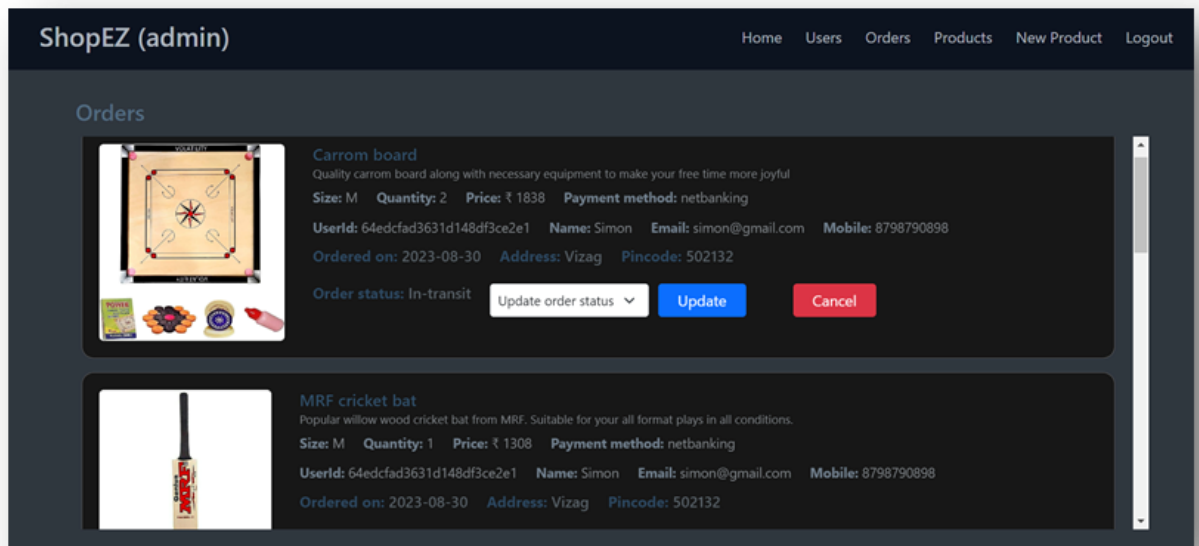 ShopEZ (admin)
Home Users Orders Products New Product Logout
Orders
VOLATILITY
Carrom board
Quality carrom board along with necessary equipment to make your free time more joyful
Size: M Quantity: 2 Price: ₹ 1838 Payment method: netbanking
UserId: 64edcfad3631d148df3ce2e1 Name: Simon Email: simon@gmail.com Mobile: 8798790898
Ordered on: 2023-08-30 Address: Vizag Pincode: 502132
Order status: In-transit Update order status Update Cancel
MRF cricket bat
Popular willow wood cricket bat from MRF. Suitable for your all format plays in all conditions.
Size: M Quantity: 1 Price: ₹ 1308 Payment method: netbanking
UserId: 64edcfad3631d148df3ce2e1 Name: Simon Email: simon@gmail.com Mobile: 8798790898
Ordered on: 2023-08-30 Address: Vizag Pincode: 502132
Genius
MRF